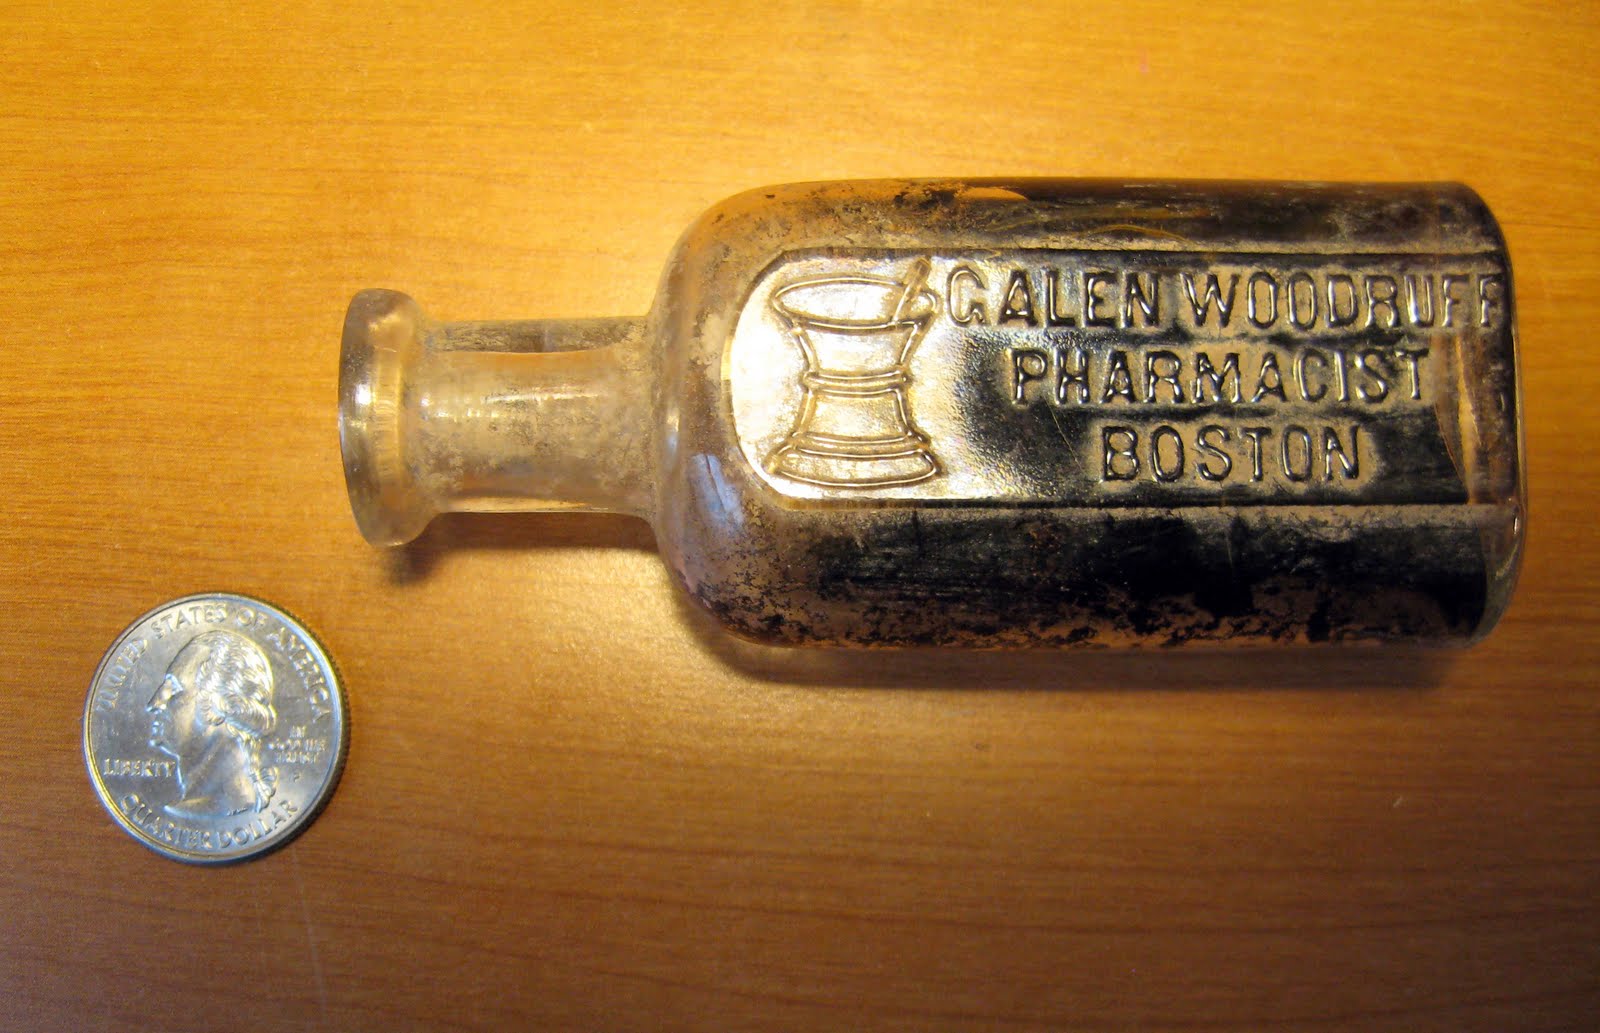 GALEN WOODRUFF
PHARMACIST
BOSTON
UNITED STATES OF AMERICA
IN
GOD WE
TRUST
P
LIBERTY
QUARTER DOLLAR